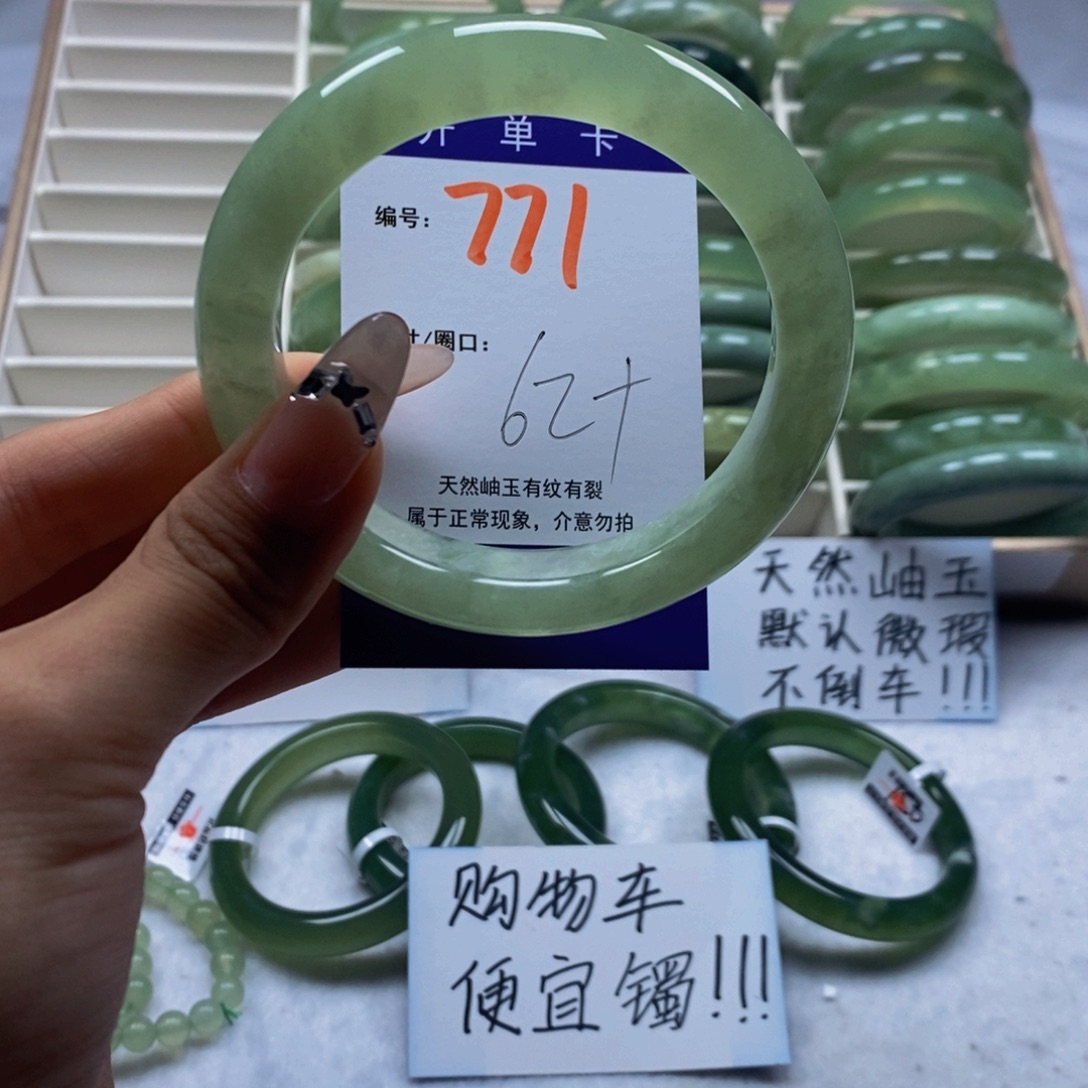 开单卡
编号: 771
寸/圈口: 62+
天然岫玉有纹有裂
属于正常现象，介意勿拍
天然岫玉
默认微瑕
不倒车!!!
购物车
便宜镯!!!